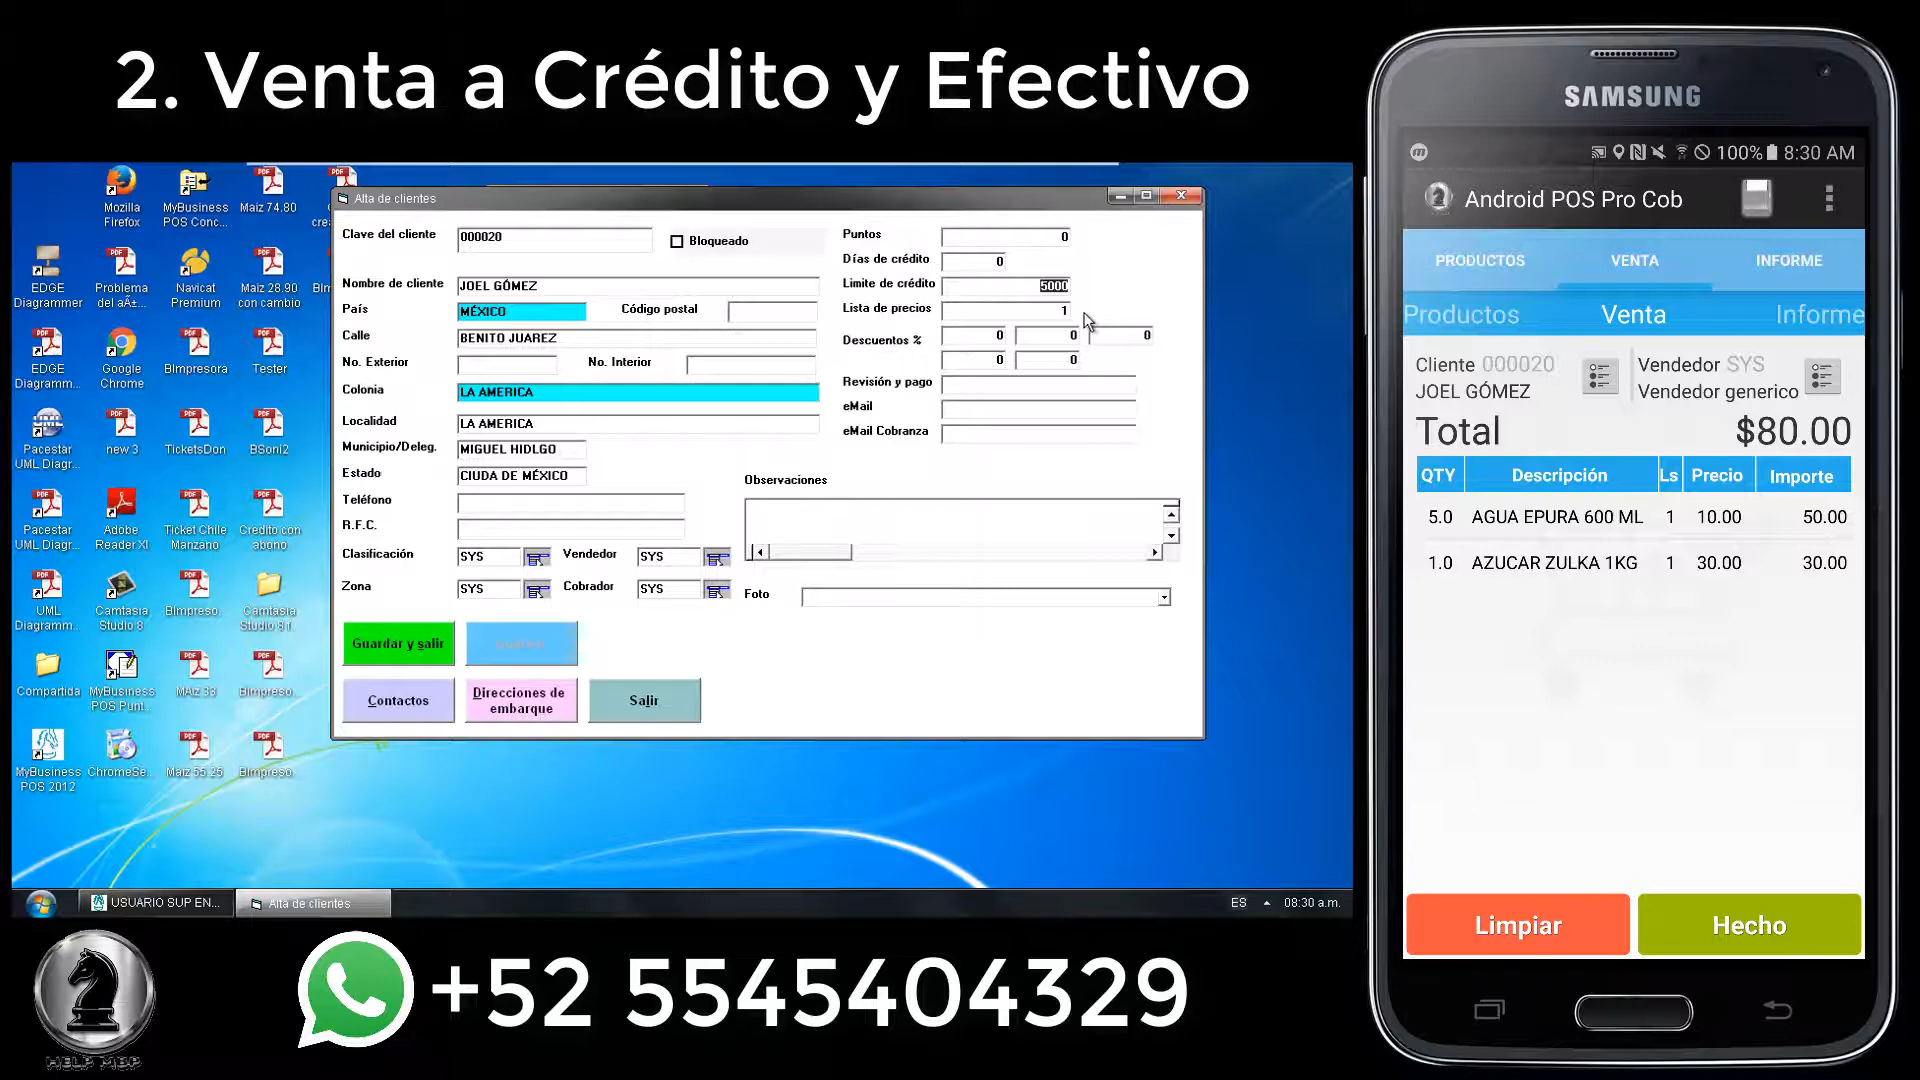 2. Venta a Crédito y Efectivo
Mozilla Firefox
MyBusiness POS Conc...
Maiz 74.80
EDGE Diagrammer
Problema del aÃ±...
Navicat Premium
Maiz 28.90 con cambio
EDGE Diagramm...
Google Chrome
BImpresora
Tester
Pacestar UML Diagr...
new 3
TicketsDon
BSoni2
Pacestar UML Diagr...
Adobe Reader XI
Ticket Chile Manzano
Credito con abono
UML Diagramm...
Camtasia Studio 8
BImpreso...
Camtasia Studio 8 f...
Compartida
MyBusiness POS Punt...
MAiz 33
BImpreso...
MyBusiness POS 2012
ChromeSe...
Maiz 55.25
BImpreso...
Alta de clientes
Clave del cliente 000020
Bloqueado
Nombre de cliente JOEL GÓMEZ
País MÉXICO
Código postal
Calle BENITO JUAREZ
No. Exterior
No. Interior
Colonia LA AMERICA
Localidad LA AMERICA
Municipio/Deleg. MIGUEL HIDLGO
Estado CIUDA DE MÉXICO
Teléfono
R.F.C.
Clasificación SYS
Vendedor SYS
Zona SYS
Cobrador SYS
Puntos 0
Días de crédito 0
Limite de crédito 5000
Lista de precios 1
Descuentos % 0 0 0
0 0
Revisión y pago
eMail
eMail Cobranza
Observaciones
Foto
Guardar y salir
Contactos
Direcciones de embarque
Salir
USUARIO SUP EN...
Alta de clientes
ES
08:30 a.m.
HELP MBP
+52 5545404329
SAMSUNG
100% 8:30 AM
Android POS Pro Cob
PRODUCTOS VENTA INFORME
Productos Venta Informe
Cliente 000020
JOEL GÓMEZ
Vendedor SYS
Vendedor generico
Total $80.00
QTY Descripción Ls Precio Importe
5.0 AGUA EPURA 600 ML 1 10.00 50.00
1.0 AZUCAR ZULKA 1KG 1 30.00 30.00
Limpiar
Hecho